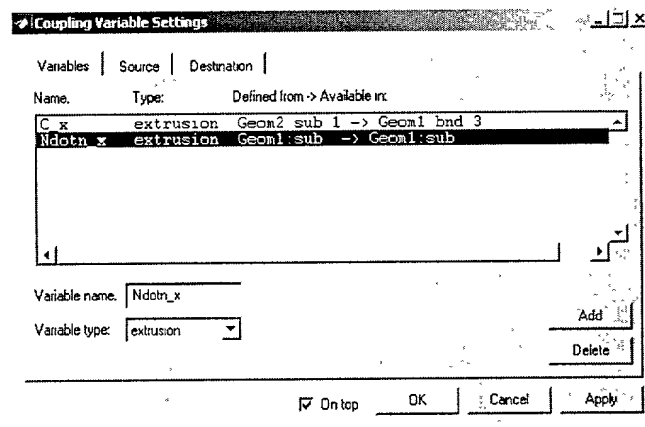 Coupling Variable Settings
Variables Source Destination
Name. Type: Defined from -> Available in:
C_x extrusion Geom2 sub 1 -> Geom1 bnd 3
Ndotn_x extrusion Geom1:sub -> Geom1:sub
Variable name. Ndotn_x
Variable type: extrusion
Add
Delete
On top OK Cancel Apply